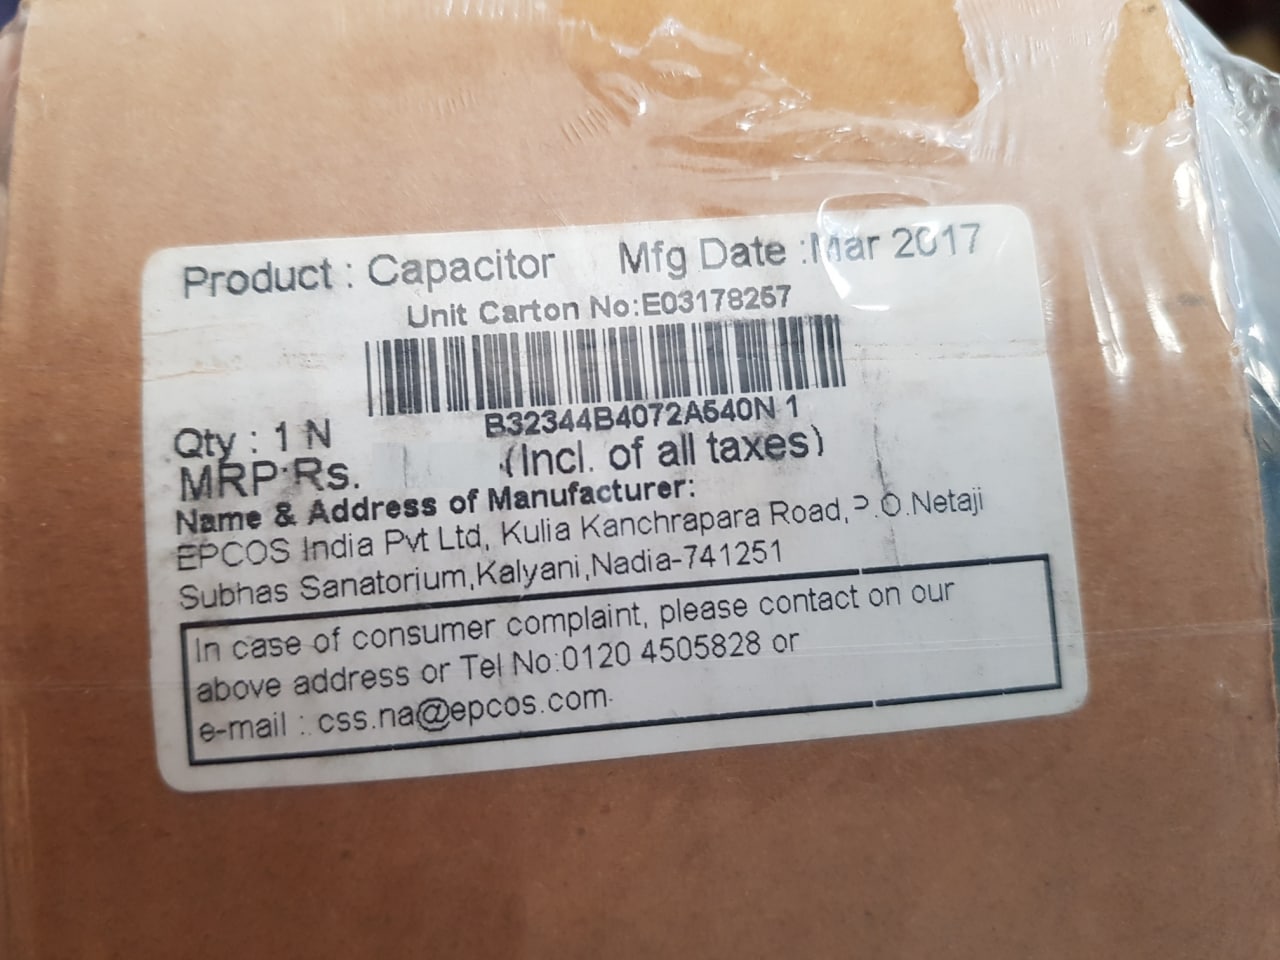 Product : Capacitor Mfg Date :Mar 2017
Unit Carton No:E03178267
B32344B4072A540N 1
Qty : 1 N
MRP Rs. (Incl. of all taxes)
Name & Address of Manufacturer:
EPCOS India Pvt Ltd, Kulia Kanchrapara Road,P.O.Netaji
Subhas Sanatorium,Kalyani,Nadia-741251
In case of consumer complaint, please contact on our
above address or Tel No:0120 4505828 or
e-mail : css.na@epcos.com